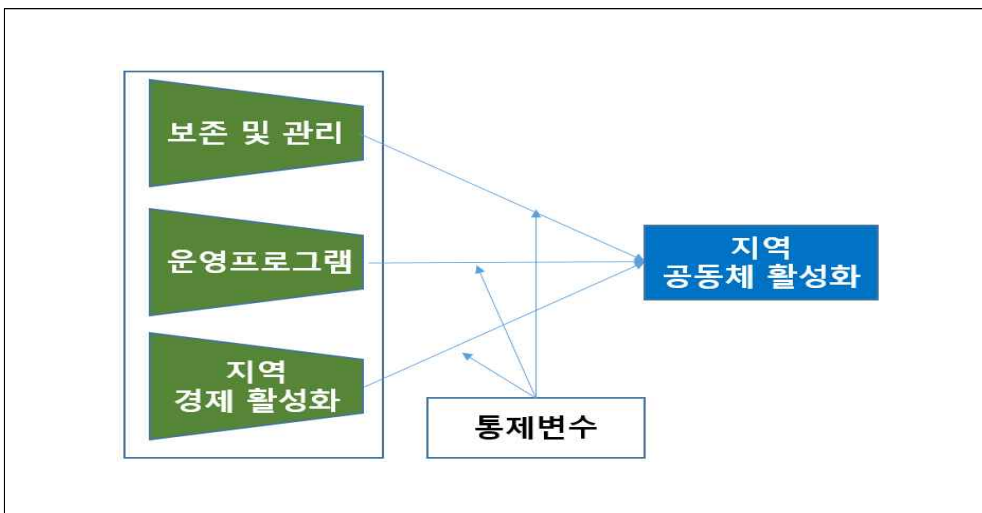 보존 및 관리
운영프로그램
지역
경제 활성화
지역
공동체 활성화
통제변수